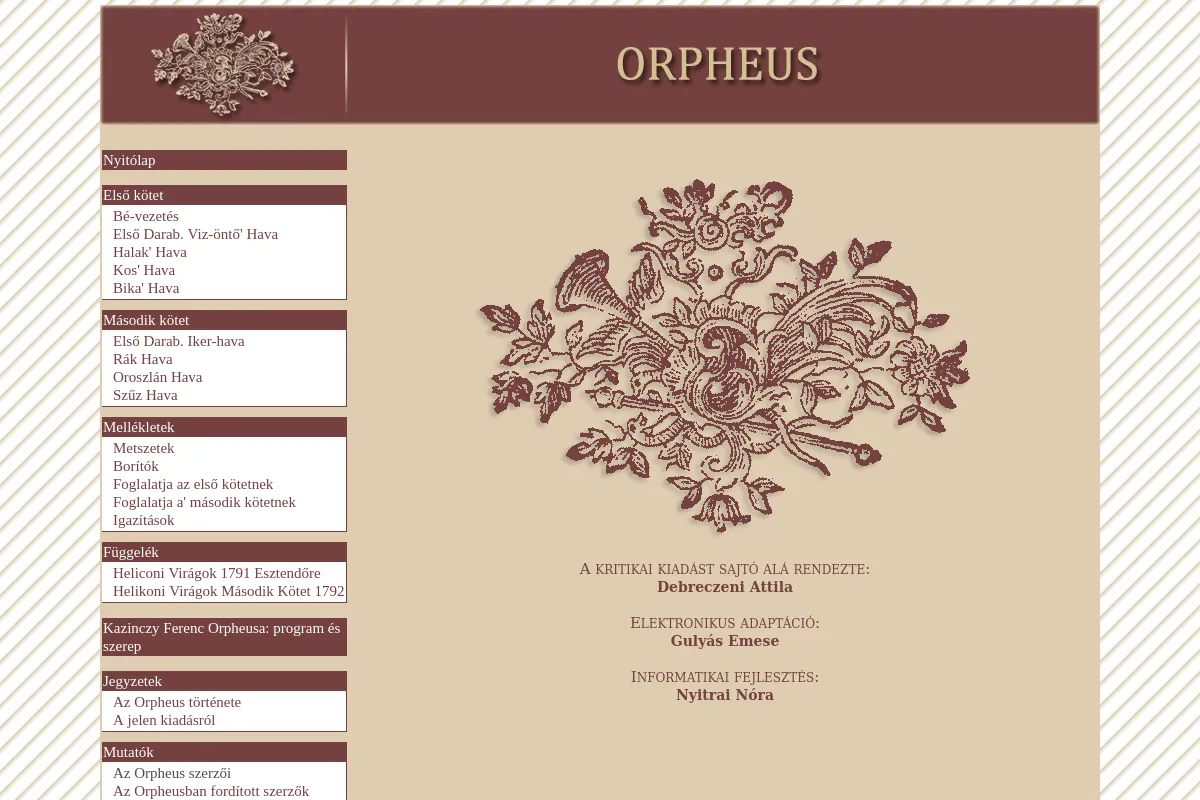 ORPHEUS
Nyitólap
Első kötet
Bé-vezetés
Első Darab. Viz-öntő' Hava
Halak' Hava
Kos' Hava
Bika' Hava
Második kötet
Első Darab. Iker-hava
Rák Hava
Oroszlán Hava
Szűz Hava
Mellékletek
Metszetek
Borítók
Foglalatja az első kötetnek
Foglalatja a' második kötetnek
Igazítások
Függelék
Heliconi Virágok 1791 Esztendőre
Helikoni Virágok Második Kötet 1792
Kazinczy Ferenc Orpheusa: program és
szerep
Jegyzetek
Az Orpheus története
A jelen kiadásról
Mutatók
Az Orpheus szerzői
Az Orpheusban fordított szerzők
A kritikai kiadást sajtó alá rendezte:
Debreczeni Attila
Elektronikus adaptáció:
Gulyás Emese
Informatikai fejlesztés:
Nyitrai Nóra